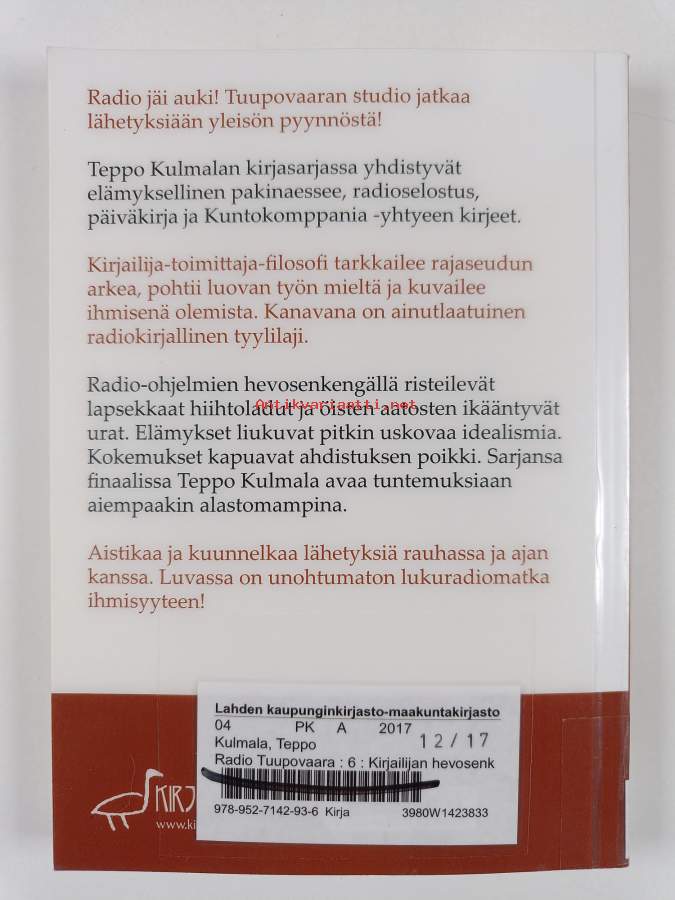 Radio jäi auki! Tuupovaaran studio jatkaa
lähetyksiään yleisön pyynnöstä!
Teppo Kulmalan kirjasarjassa yhdistyvät
elämyksellinen pakinaessee, radioselostus,
päiväkirja ja Kuntokomppania -yhtyeen kirjeet.
Kirjailija-toimittaja-filosofi tarkkailee rajaseudun
arkea, pohtii luovan työn mieltä ja kuvailee
ihmisenä olemista. Kanavana on ainutlaatuinen
radiokirjallinen tyylilaji.
Radio-ohjelmien hevosenkengällä risteilevät
lapsekkaat hiihtoladut ja öisten aatosten ikääntyvät
Antikvariaatti.net
urat. Elämykset liukuvat pitkin uskovaa idealismia.
Kokemukset kapuavat ahdistuksen poikki. Sarjansa
finaalissa Teppo Kulmala avaa tuntemuksiaan
aiempaakin alastomampina.
Aistikaa ja kuunnelkaa lähetyksiä rauhassa ja ajan
kanssa. Luvassa on unohtumaton lukuradiomatka
ihmisyyteen!
Lahden kaupunginkirjasto-maakuntakirjasto
04 PK A 2017
Kulmala, Teppo 12/17
Radio Tuupovaara : 6 : Kirjailijan hevosenk
978-952-7142-93-6 Kirja 3980W1423833
KIRJ
www.ki